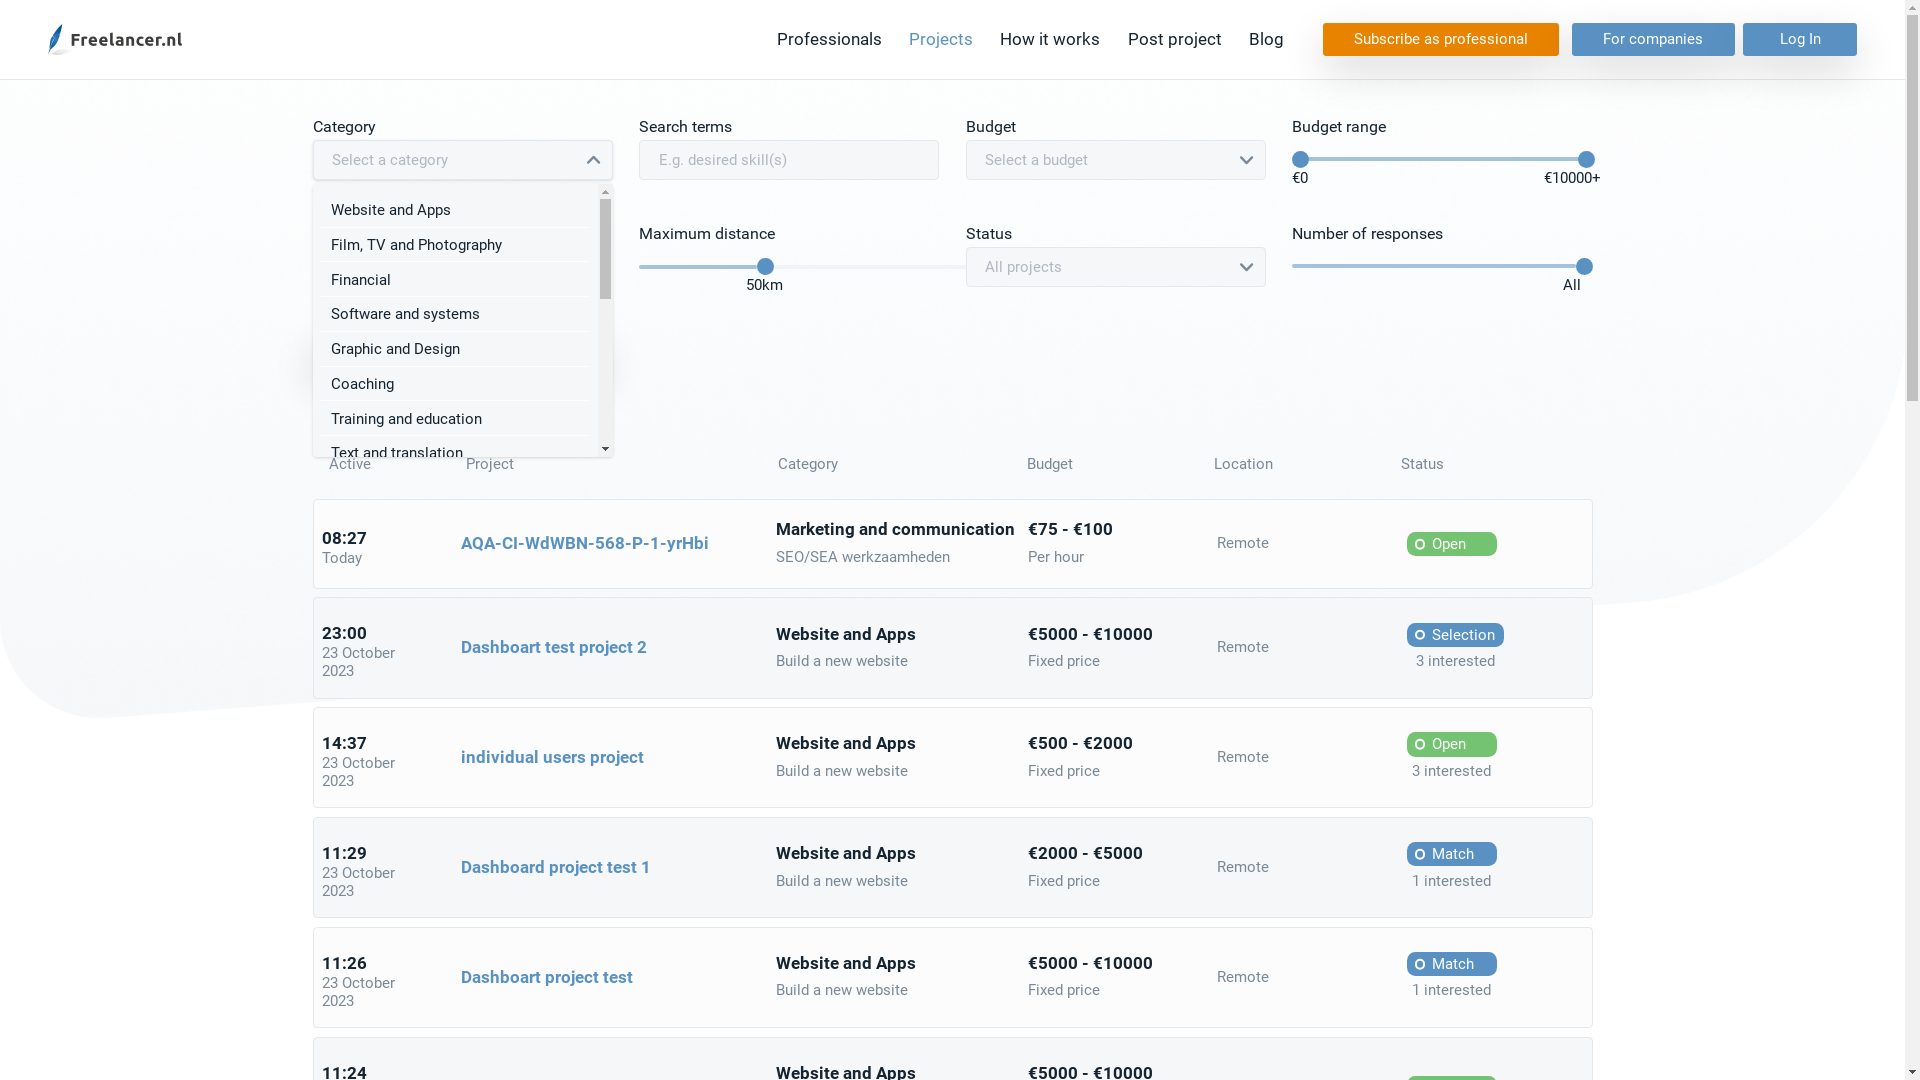 Freelancer.nl
Professionals Projects How it works Post project Blog Subscribe as professional For companies Log In
Category Search terms Budget Budget range
Select a category E.g. desired skill(s) Select a budget
€0 €10000+
Website and Apps
Maximum distance Status Number of responses
Film, TV and Photography
All projects
Financial
50km All
Software and systems
Graphic and Design
Coaching
Training and education
Text and translation
Active Project Category Budget Location Status
08:27
Today
AQA-CI-WdWBN-568-P-1-yrHbi
Marketing and communication
SEO/SEA werkzaamheden
€75 - €100
Per hour
Remote
Open
23:00
23 October
2023
Dashboart test project 2
Website and Apps
Build a new website
€5000 - €10000
Fixed price
Remote
Selection
3 interested
14:37
23 October
2023
individual users project
Website and Apps
Build a new website
€500 - €2000
Fixed price
Remote
Open
3 interested
11:29
23 October
2023
Dashboard project test 1
Website and Apps
Build a new website
€2000 - €5000
Fixed price
Remote
Match
1 interested
11:26
23 October
2023
Dashboart project test
Website and Apps
Build a new website
€5000 - €10000
Fixed price
Remote
Match
1 interested
11:24
Website and Apps
€5000 - €10000